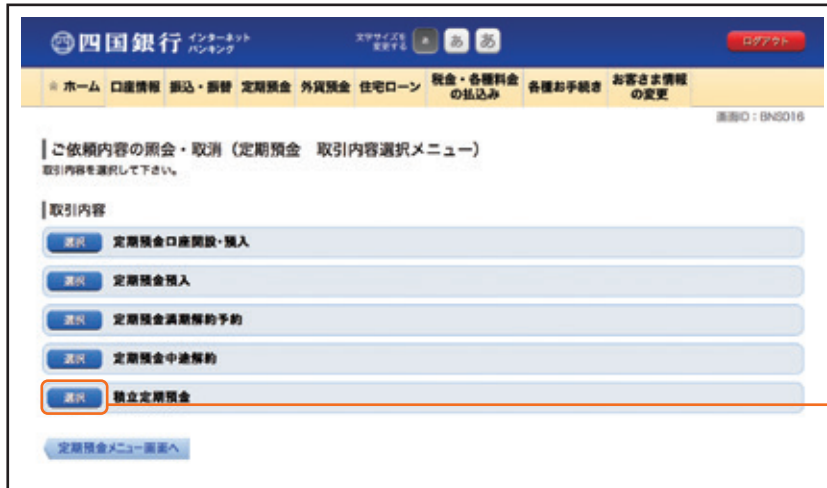 四国銀行 インターネット
バンキング
文字サイズを
変更する
あ あ あ
ログアウト
ホーム 口座情報 振込・振替 定期預金 外貨預金 住宅ローン 税金・各種料金
の払込み 各種お手続き お客さま情報
の変更
画面ID:BNS016
ご依頼内容の照会・取消(定期預金 取引内容選択メニュー)
取引内容を選択して下さい。
取引内容
選択 定期預金口座開設・預入
選択 定期預金預入
選択 定期預金満期解約予約
選択 定期預金中途解約
選択 積立定期預金
定期預金メニュー画面へ